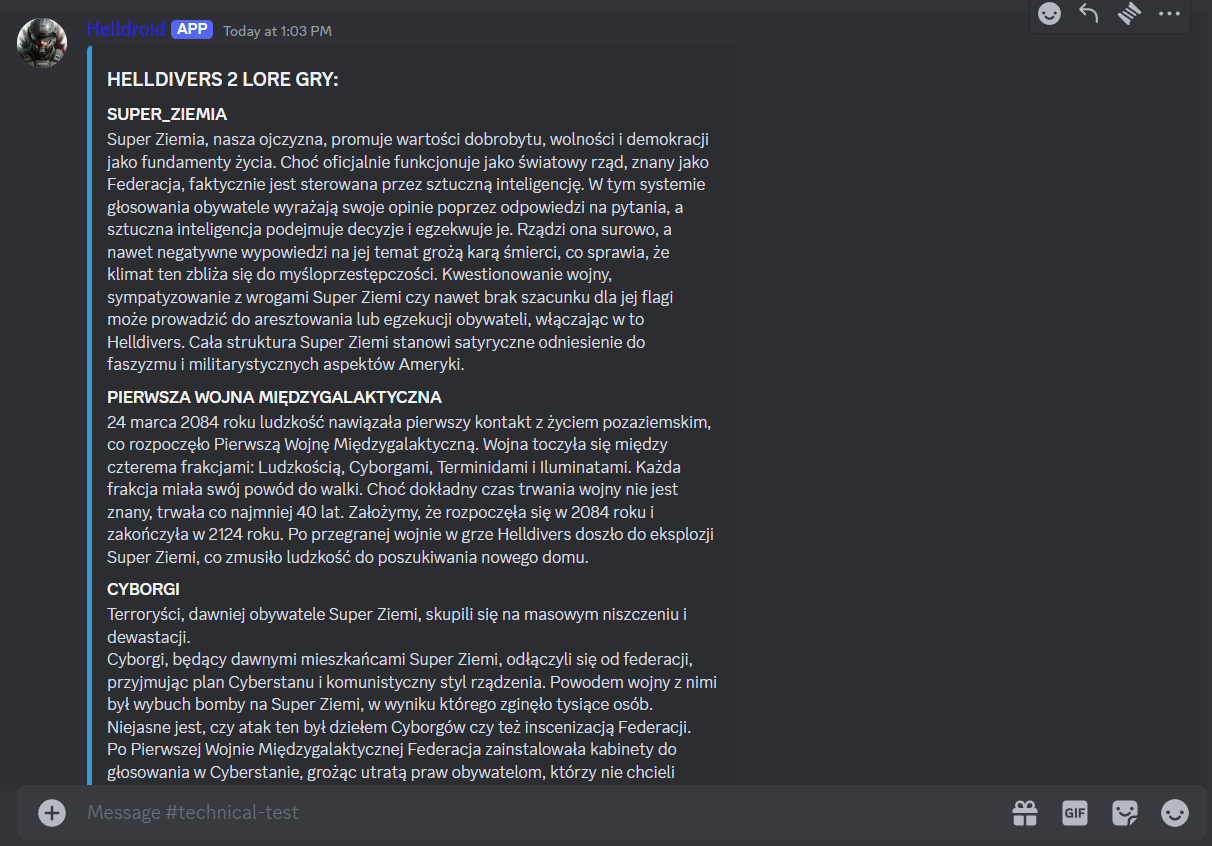 Helldroid APP Today at 1:03 PM
HELLDIVERS 2 LORE GRY:
SUPER_ZIEMIA
Super Ziemia, nasza ojczyzna, promuje wartości dobrobytu, wolności i demokracji
jako fundamenty życia. Choć oficjalnie funkcjonuje jako światowy rząd, znany jako
Federacja, faktycznie jest sterowana przez sztuczną inteligencję. W tym systemie
głosowania obywatele wyrażają swoje opinie poprzez odpowiedzi na pytania, a
sztuczna inteligencja podejmuje decyzje i egzekwuje je. Rządzi ona surowo, a
nawet negatywne wypowiedzi na jej temat grożą karą śmierci, co sprawia, że
klimat ten zbliża się do myśloprzestępczości. Kwestionowanie wojny,
sympatyzowanie z wrogami Super Ziemi czy nawet brak szacunku dla jej flagi
może prowadzić do aresztowania lub egzekucji obywateli, włączając w to
Helldivers. Cała struktura Super Ziemi stanowi satyryczne odniesienie do
faszyzmu i militarystycznych aspektów Ameryki.
PIERWSZA WOJNA MIĘDZYGALAKTYCZNA
24 marca 2084 roku ludzkość nawiązała pierwszy kontakt z życiem pozaziemskim,
co rozpoczęło Pierwszą Wojnę Międzygalaktyczną. Wojna toczyła się między
czterema frakcjami: Ludzkością, Cyborgami, Terminidami i Iluminatami. Każda
frakcja miała swój powód do walki. Choć dokładny czas trwania wojny nie jest
znany, trwała co najmniej 40 lat. Założymy, że rozpoczęła się w 2084 roku i
zakończyła w 2124 roku. Po przegranej wojnie w grze Helldivers doszło do eksplozji
Super Ziemi, co zmusiło ludzkość do poszukiwania nowego domu.
CYBORGI
Terroryści, dawniej obywatele Super Ziemi, skupili się na masowym niszczeniu i
dewastacji.
Cyborgi, będący dawnymi mieszkańcami Super Ziemi, odłączyli się od federacji,
przyjmując plan Cyberstanu i komunistyczny styl rządzenia. Powodem wojny z nimi
był wybuch bomby na Super Ziemi, w wyniku którego zginęło tysiące osób.
Niejasne jest, czy atak ten był dziełem Cyborgów czy też inscenizacją Federacji.
Po Pierwszej Wojnie Międzygalaktycznej Federacja zainstalowała kabinety do
głosowania w Cyberstanie, grożąc utratą praw obywatelom, którzy nie chcieli
Message #technical-test
GIF